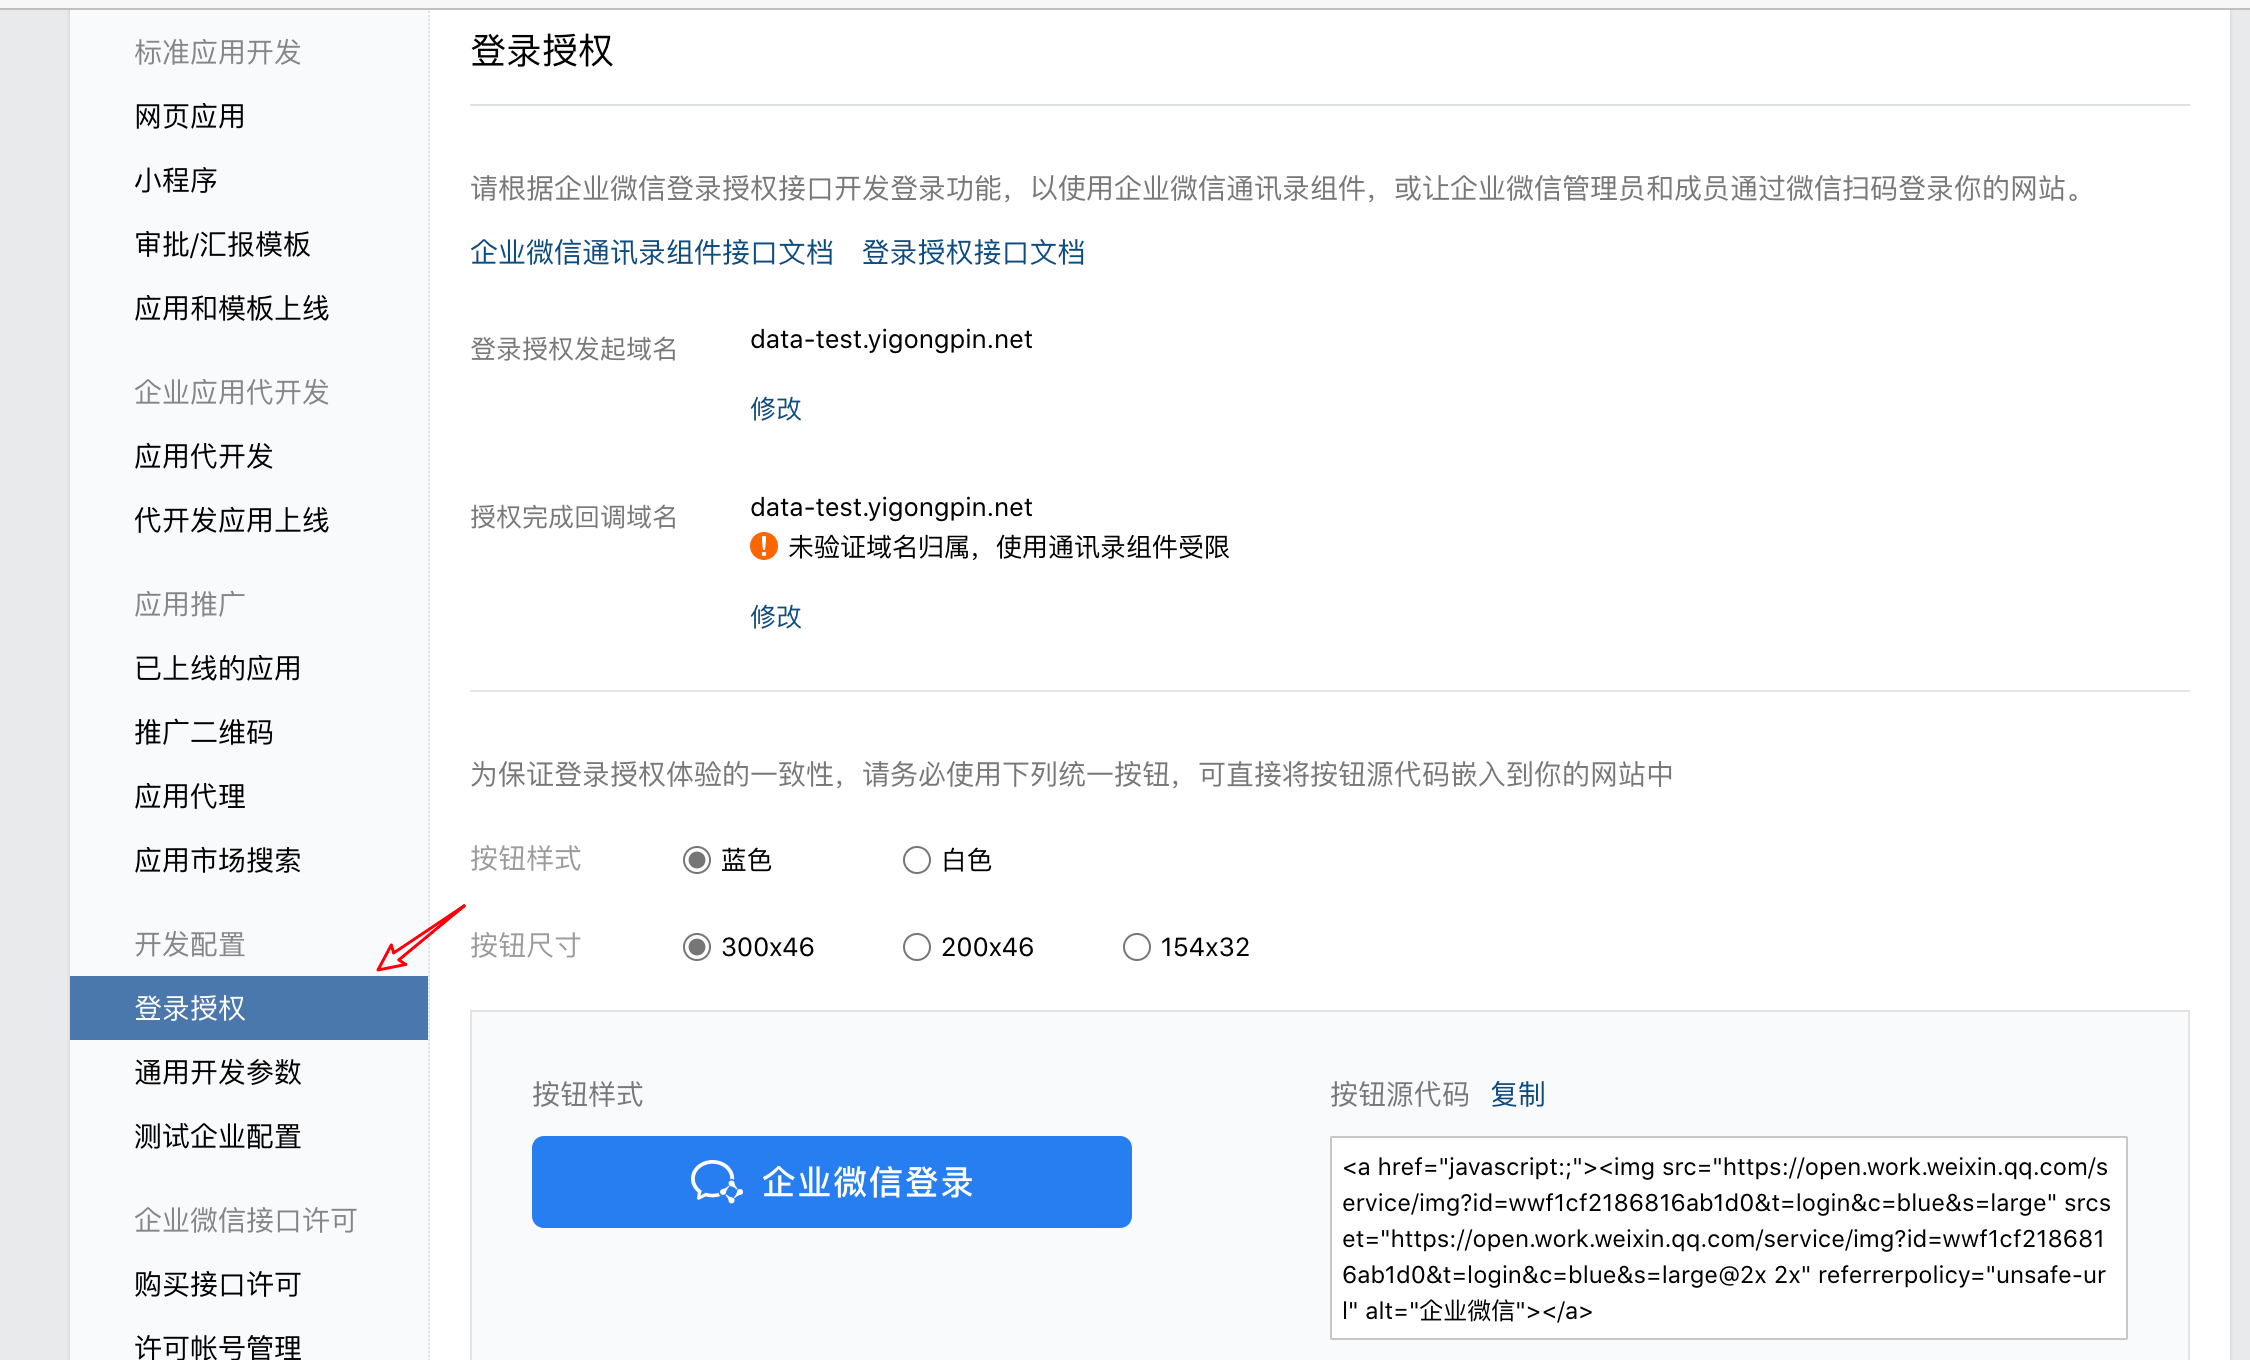 标准应用开发
网页应用
小程序
审批/汇报模板
应用和模板上线
企业应用代开发
应用代开发
代开发应用上线
应用推广
已上线的应用
推广二维码
应用代理
应用市场搜索
开发配置
登录授权
通用开发参数
测试企业配置
企业微信接口许可
购买接口许可
许可帐号管理
登录授权
请根据企业微信登录授权接口开发登录功能，以使用企业微信通讯录组件，或让企业微信管理员和成员通过微信扫码登录你的网站。
企业微信通讯录组件接口文档 登录授权接口文档
登录授权发起域名 data-test.yigongpin.net
修改
授权完成回调域名 data-test.yigongpin.net
未验证域名归属，使用通讯录组件受限
修改
为保证登录授权体验的一致性，请务必使用下列统一按钮，可直接将按钮源代码嵌入到你的网站中
按钮样式 蓝色 白色
按钮尺寸 300x46 200x46 154x32
按钮样式
企业微信登录
按钮源代码 复制
<a href="javascript:;"><img src="https://open.work.weixin.qq.com/s
ervice/img?id=wwf1cf2186816ab1d0&t=login&c=blue&s=large" srcs
et="https://open.work.weixin.qq.com/service/img?id=wwf1cf218681
6ab1d0&t=login&c=blue&s=large@2x 2x" referrerpolicy="unsafe-ur
l" alt="企业微信"></a>